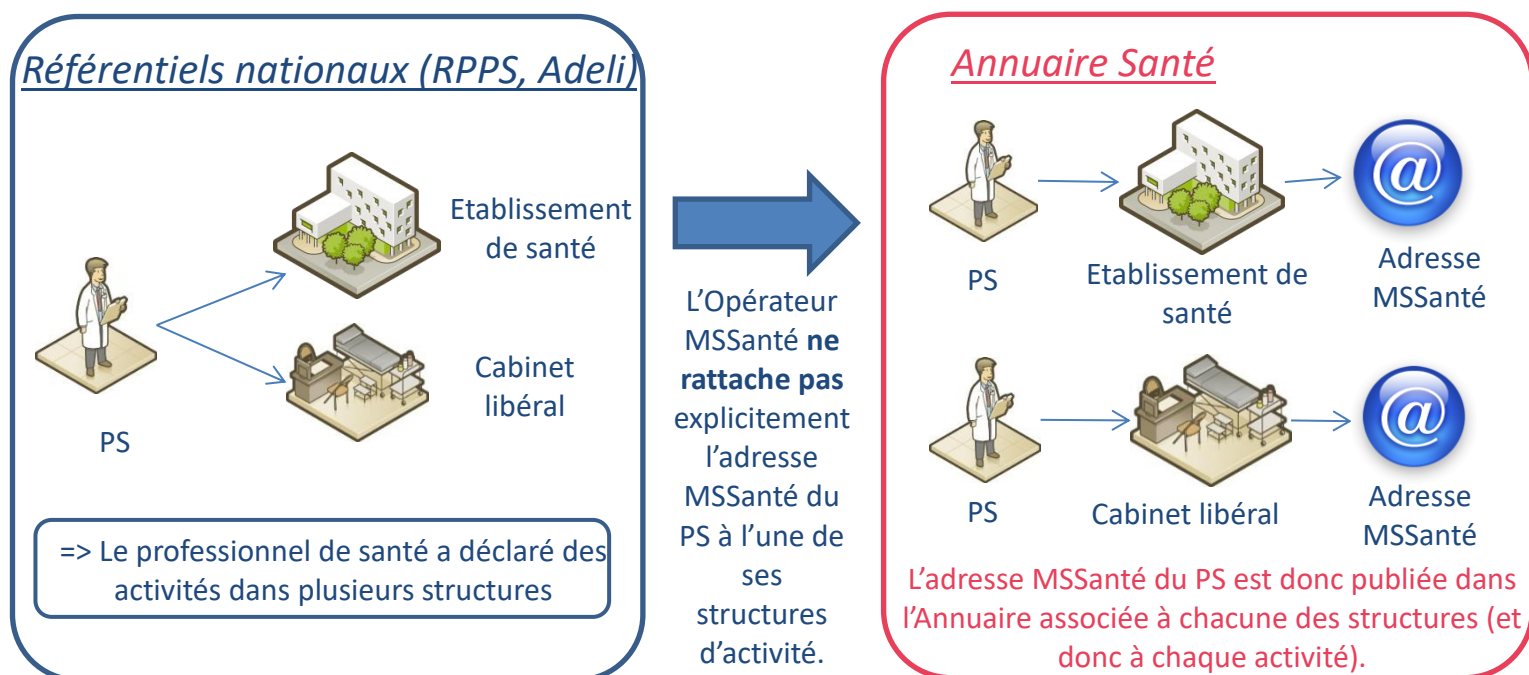 Référentiels nationaux (RPPS, Adeli)
Etablissement
de santé
Cabinet
libéral
PS
=> Le professionnel de santé a déclaré des
activités dans plusieurs structures
L’Opérateur
MSSanté ne
rattache pas
explicitement
l’adresse
MSSanté du
PS à l’une de
ses
structures
d’activité.
Annuaire Santé
@
PS
Etablissement de
santé
Adresse
MSSanté
@
PS
Cabinet libéral
Adresse
MSSanté
L’adresse MSSanté du PS est donc publiée dans
l’Annuaire associée à chacune des structures (et
donc à chaque activité).